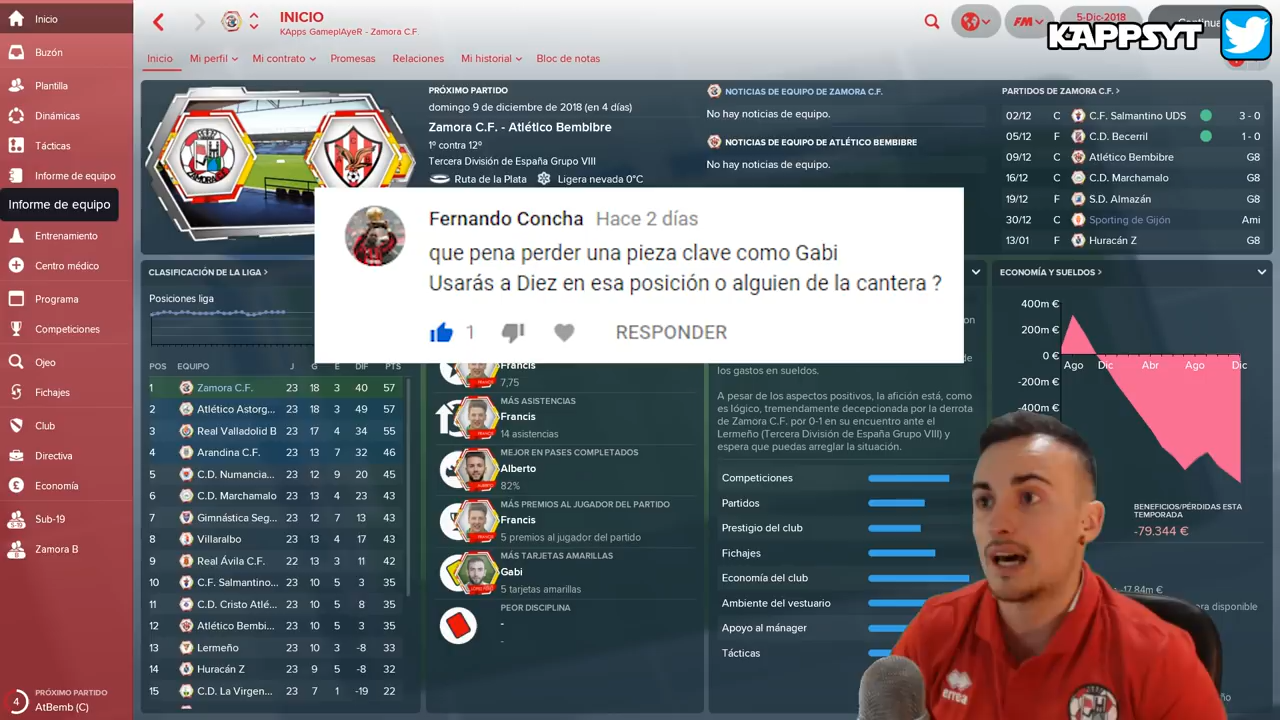 Inicio
Buzón
Plantilla
Dinámicas
Tácticas
Informe de equipo
Informe de equipo
Entrenamiento
Centro médico
Programa
Competiciones
Ojeo
Fichajes
Club
Directiva
Economía
Sub-19
Zamora B
4
PRÓXIMO PARTIDO
AtBemb (C)
INICIO
KApps GameplAyeR - Zamora C.F
FM
5-Dic-2018
KAPPSYT
Inicio
Mi perfil
Mi contrato
Promesas
Relaciones
Mi historial
Bloc de notas
PRÓXIMO PARTIDO
domingo 9 de diciembre de 2018 (en 4 días)
Zamora C.F. - Atlético Bembibre
1º contra 12º
Tercera División de España Grupo VIII
Ruta de la Plata
Ligera nevada 0°C
NOTICIAS DE EQUIPO DE ZAMORA C.F.
No hay noticias de equipo.
NOTICIAS DE EQUIPO DE ATLÉTICO BEMBIBRE
No hay noticias de equipo.
PARTIDOS DE ZAMORA C.F. >
02/12 C C.F. Salmantino UDS 3 - 0
05/12 F C.D. Becerril 1 - 0
09/12 C Atlético Bembibre G8
16/12 C C.D. Marchamalo G8
19/12 F S.D. Almazán G8
30/12 C Sporting de Gijón Ami
13/01 F Huracán Z G8
Fernando Concha Hace 2 días
que pena perder una pieza clave como Gabi
Usarás a Diez en esa posición o alguien de la cantera ?
1 RESPONDER
CLASIFICACIÓN DE LA LIGA >
Posiciones liga
POS EQUIPO J G E DIF PTS
1 Zamora C.F. 23 18 3 40 57
2 Atlético Astorg... 23 18 3 49 57
3 Real Valladolid B 23 17 4 34 55
4 Arandina C.F. 23 13 7 32 46
5 C.D. Numancia... 23 12 9 20 45
6 C.D. Marchamalo 23 13 4 23 43
7 Gimnástica Seg... 23 12 7 13 43
8 Villaralbo 23 13 4 17 43
9 Real Ávila C.F. 22 13 3 11 42
10 C.F. Salmantino... 23 10 5 3 35
11 C.D. Cristo Atlé... 23 10 5 8 35
12 Atlético Bembi... 23 10 5 3 35
13 Lermeño 23 10 3 -8 33
14 Huracán Z 23 9 5 -8 32
15 C.D. La Virgen... 23 7 1 -19 22
Francis
7,75
MÁS ASISTENCIAS
Francis
14 asistencias
MEJOR EN PASES COMPLETADOS
Alberto
82%
MÁS PREMIOS AL JUGADOR DEL PARTIDO
Francis
5 premios al jugador del partido
MÁS TARJETAS AMARILLAS
Gabi
5 tarjetas amarillas
PEOR DISCIPLINA
-
-
los gastos en sueldos.
A pesar de los aspectos positivos, la afición está, como
es lógico, tremendamente decepcionada por la derrota
de Zamora C.F. por 0-1 en su encuentro ante el
Lermeño (Tercera División de España Grupo VIII) y
espera que puedas arreglar la situación.
Competiciones
Partidos
Prestigio del club
Fichajes
Economía del club
Ambiente del vestuario
Apoyo al mánager
Tácticas
ECONOMÍA Y SUELDOS >
400m €
200m €
0 €
-200m €
-400m €
Ago Dic Abr Ago Dic
BENEFICIOS/PÉRDIDAS ESTA
TEMPORADA
-79.344 €
-17.84m €
disponible
errea